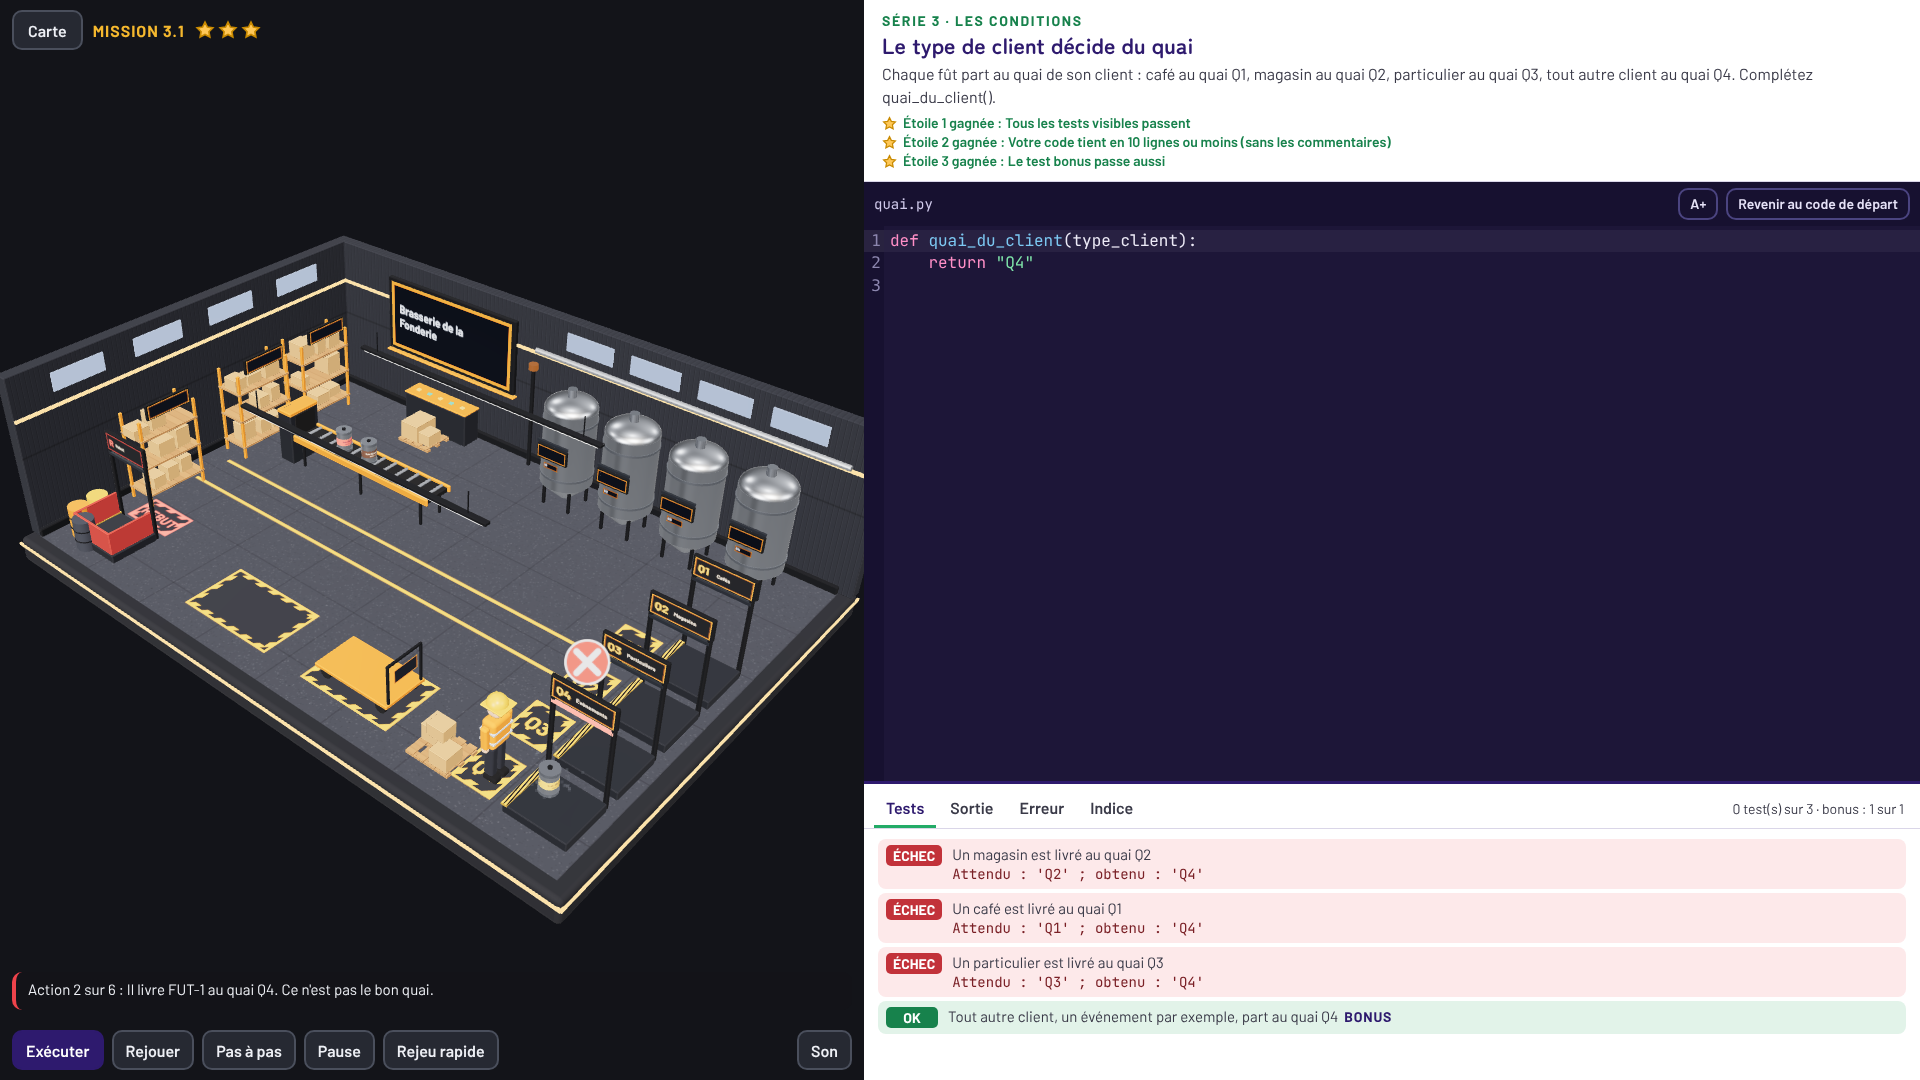 Carte
MISSION 3.1
Brasserie de la
Fonderie
Q1
Q2 Magasins
Q3 Particuliers
Q4
Q3
Action 2 sur 6 : Il livre FUT-1 au quai Q4. Ce n'est pas le bon quai.
Exécuter
Rejouer
Pas à pas
Pause
Rejeu rapide
Son
SÉRIE 3 · LES CONDITIONS
Le type de client décide du quai
Chaque fût part au quai de son client : café au quai Q1, magasin au quai Q2, particulier au quai Q3, tout autre client au quai Q4. Complétez
quai_du_client().
Étoile 1 gagnée : Tous les tests visibles passent
Étoile 2 gagnée : Votre code tient en 10 lignes ou moins (sans les commentaires)
Étoile 3 gagnée : Le test bonus passe aussi
quai.py
A+
Revenir au code de départ
1 def quai_du_client(type_client):
2     return "Q4"
3
Tests
Sortie
Erreur
Indice
0 test(s) sur 3 · bonus : 1 sur 1
ÉCHEC Un magasin est livré au quai Q2
Attendu : 'Q2' ; obtenu : 'Q4'
ÉCHEC Un café est livré au quai Q1
Attendu : 'Q1' ; obtenu : 'Q4'
ÉCHEC Un particulier est livré au quai Q3
Attendu : 'Q3' ; obtenu : 'Q4'
OK Tout autre client, un événement par exemple, part au quai Q4 BONUS